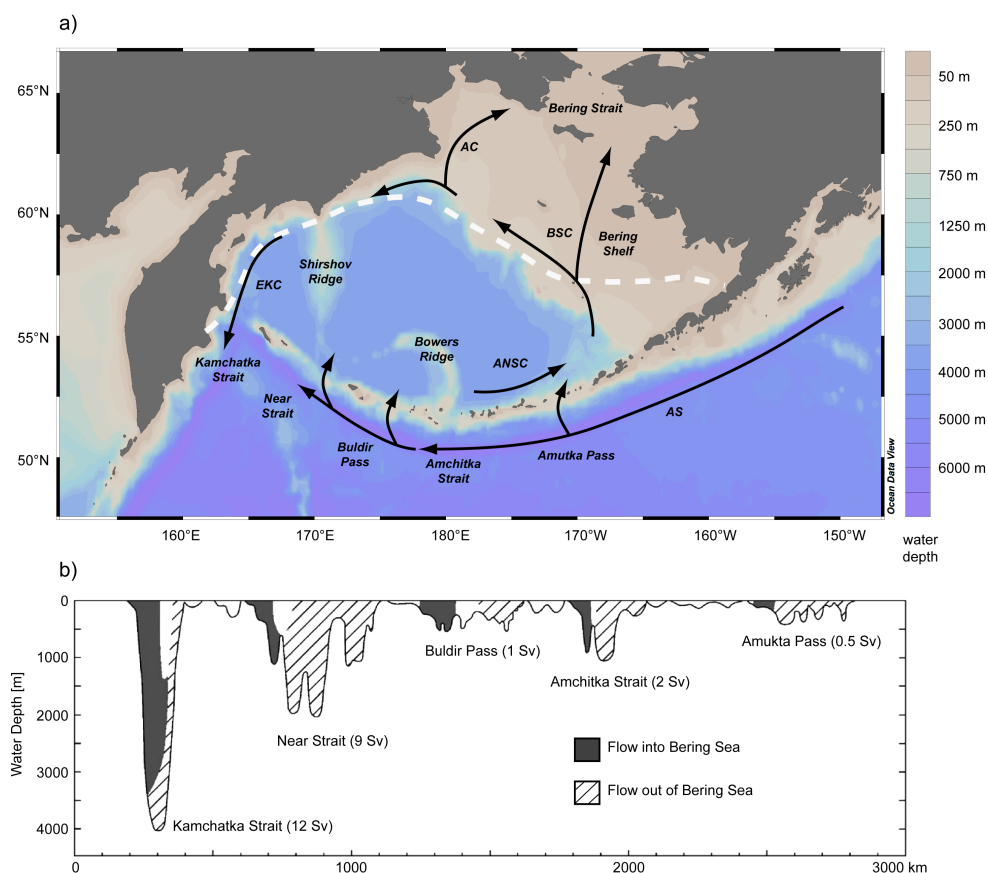 a)
65°N
60°N
55°N
50°N
160°E
170°E
180°E
170°W
160°W
150°W
Bering Strait
AC
BSC
Bering
Shelf
Shirshov
Ridge
EKC
Bowers
Ridge
Kamchatka
Strait
ANSC
Near
Strait
AS
Buldir
Pass
Amchitka
Strait
Amutka Pass
Ocean Data View
50 m
250 m
750 m
1250 m
2000 m
3000 m
4000 m
5000 m
6000 m
water
depth
b)
Water Depth [m]
0
1000
2000
3000
4000
Buldir Pass (1 Sv)
Amukta Pass (0.5 Sv)
Amchitka Strait (2 Sv)
Near Strait (9 Sv)
Flow into Bering Sea
Flow out of Bering Sea
Kamchatka Strait (12 Sv)
0
1000
2000
3000 km